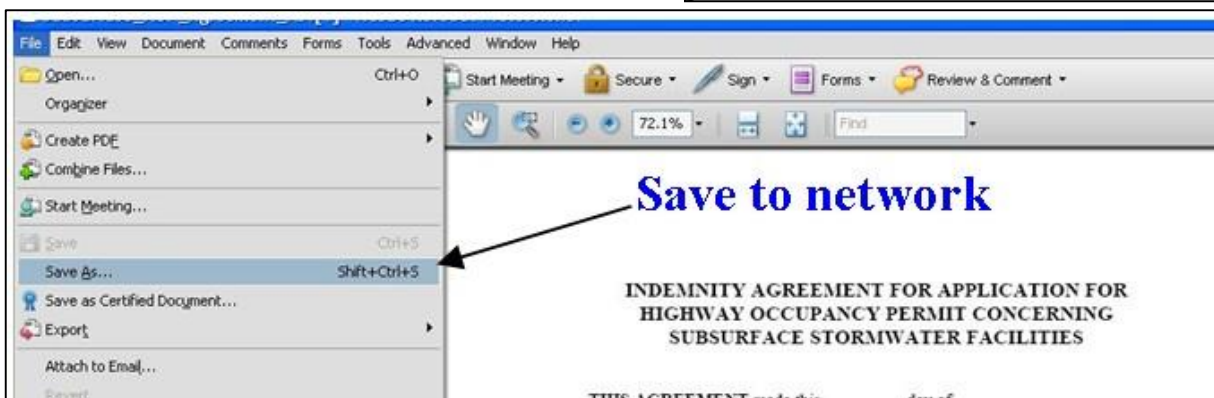 File Edit View Document Comments Forms Tools Advanced Window Help
Open... Ctrl+O
Organizer
Create PDF
Combine Files...
Start Meeting...
Save Ctrl+S
Save As... Shift+Ctrl+S
Save as Certified Document...
Export
Attach to Email...
Revert
Start Meeting Secure Sign Forms Review & Comment
72.1% Find
Save to network
INDEMNITY AGREEMENT FOR APPLICATION FOR
HIGHWAY OCCUPANCY PERMIT CONCERNING
SUBSURFACE STORMWATER FACILITIES
THIS AGREEMENT made this day of